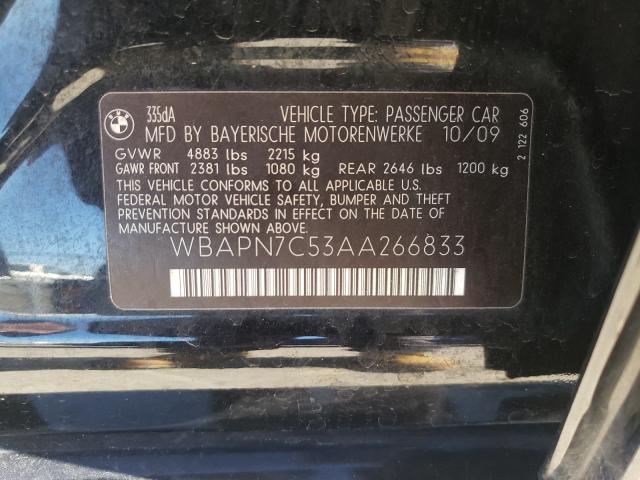 BMW
335dA VEHICLE TYPE: PASSENGER CAR
MFD BY BAYERISCHE MOTORENWERKE 10/09
GVWR 4883 lbs 2215 kg
GAWR FRONT 2381 lbs 1080 kg REAR 2646 lbs 1200 kg
THIS VEHICLE CONFORMS TO ALL APPLICABLE U.S.
FEDERAL MOTOR VEHICLE SAFETY, BUMPER, AND THEFT
PREVENTION STANDARDS IN EFFECT ON THE DATE
OF MANUFACTURE SHOWN ABOVE.
WBAPN7C53AA266833
2 122 606